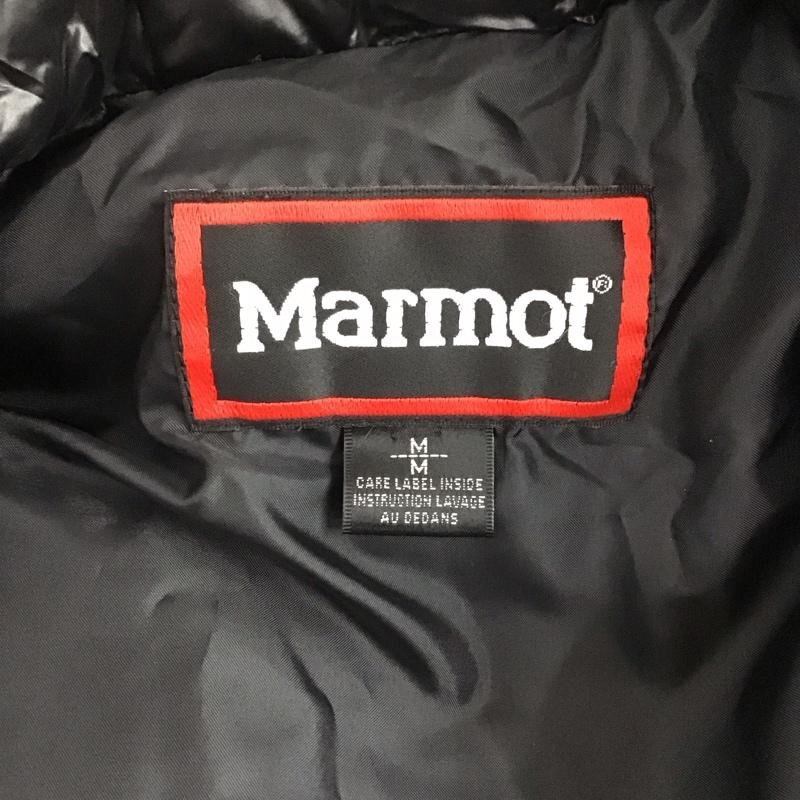 Marmot®
M
M
CARE LABEL INSIDE
INSTRUCTION LAVAGE
AU DEDANS